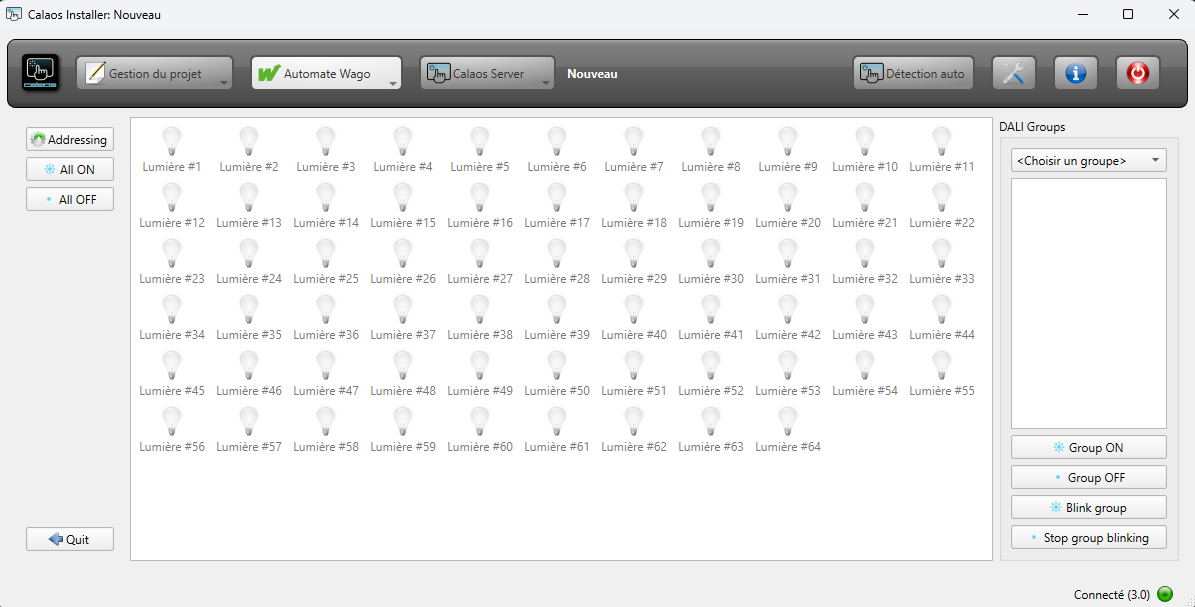 Calaos Installer: Nouveau
Gestion du projet Automate Wago Calaos Server Nouveau Détection auto
Addressing
All ON
All OFF
Quit
Lumière #1 Lumière #2 Lumière #3 Lumière #4 Lumière #5 Lumière #6 Lumière #7 Lumière #8 Lumière #9 Lumière #10 Lumière #11
Lumière #12 Lumière #13 Lumière #14 Lumière #15 Lumière #16 Lumière #17 Lumière #18 Lumière #19 Lumière #20 Lumière #21 Lumière #22
Lumière #23 Lumière #24 Lumière #25 Lumière #26 Lumière #27 Lumière #28 Lumière #29 Lumière #30 Lumière #31 Lumière #32 Lumière #33
Lumière #34 Lumière #35 Lumière #36 Lumière #37 Lumière #38 Lumière #39 Lumière #40 Lumière #41 Lumière #42 Lumière #43 Lumière #44
Lumière #45 Lumière #46 Lumière #47 Lumière #48 Lumière #49 Lumière #50 Lumière #51 Lumière #52 Lumière #53 Lumière #54 Lumière #55
Lumière #56 Lumière #57 Lumière #58 Lumière #59 Lumière #60 Lumière #61 Lumière #62 Lumière #63 Lumière #64
DALI Groups
<Choisir un groupe>
Group ON
Group OFF
Blink group
Stop group blinking
Connecté (3.0)